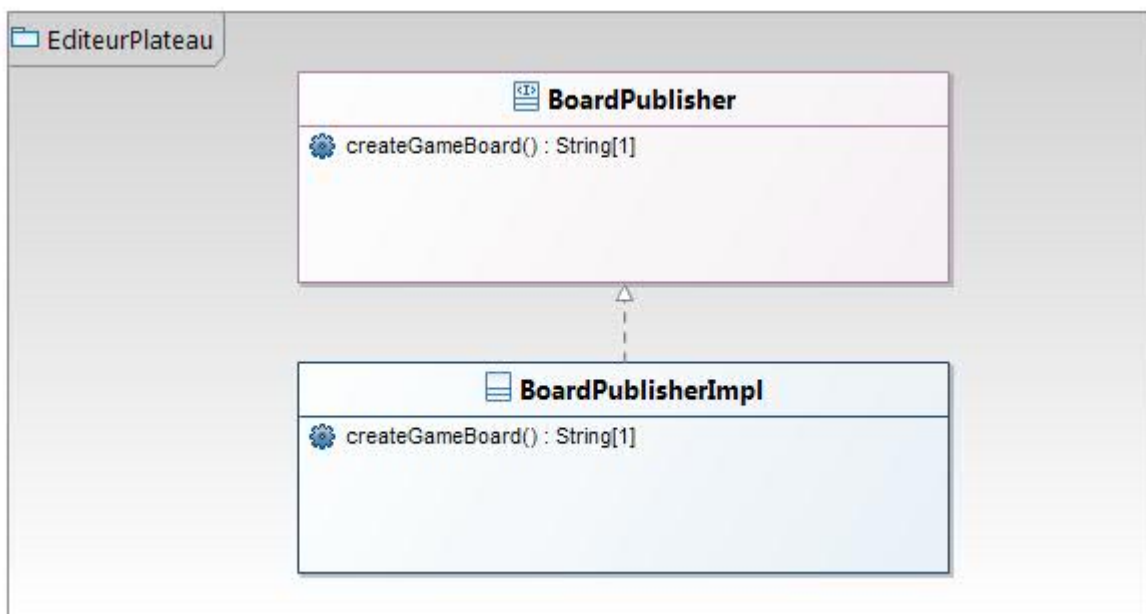 EditeurPlateau
BoardPublisher
createGameBoard() : String[1]
BoardPublisherImpl
createGameBoard() : String[1]